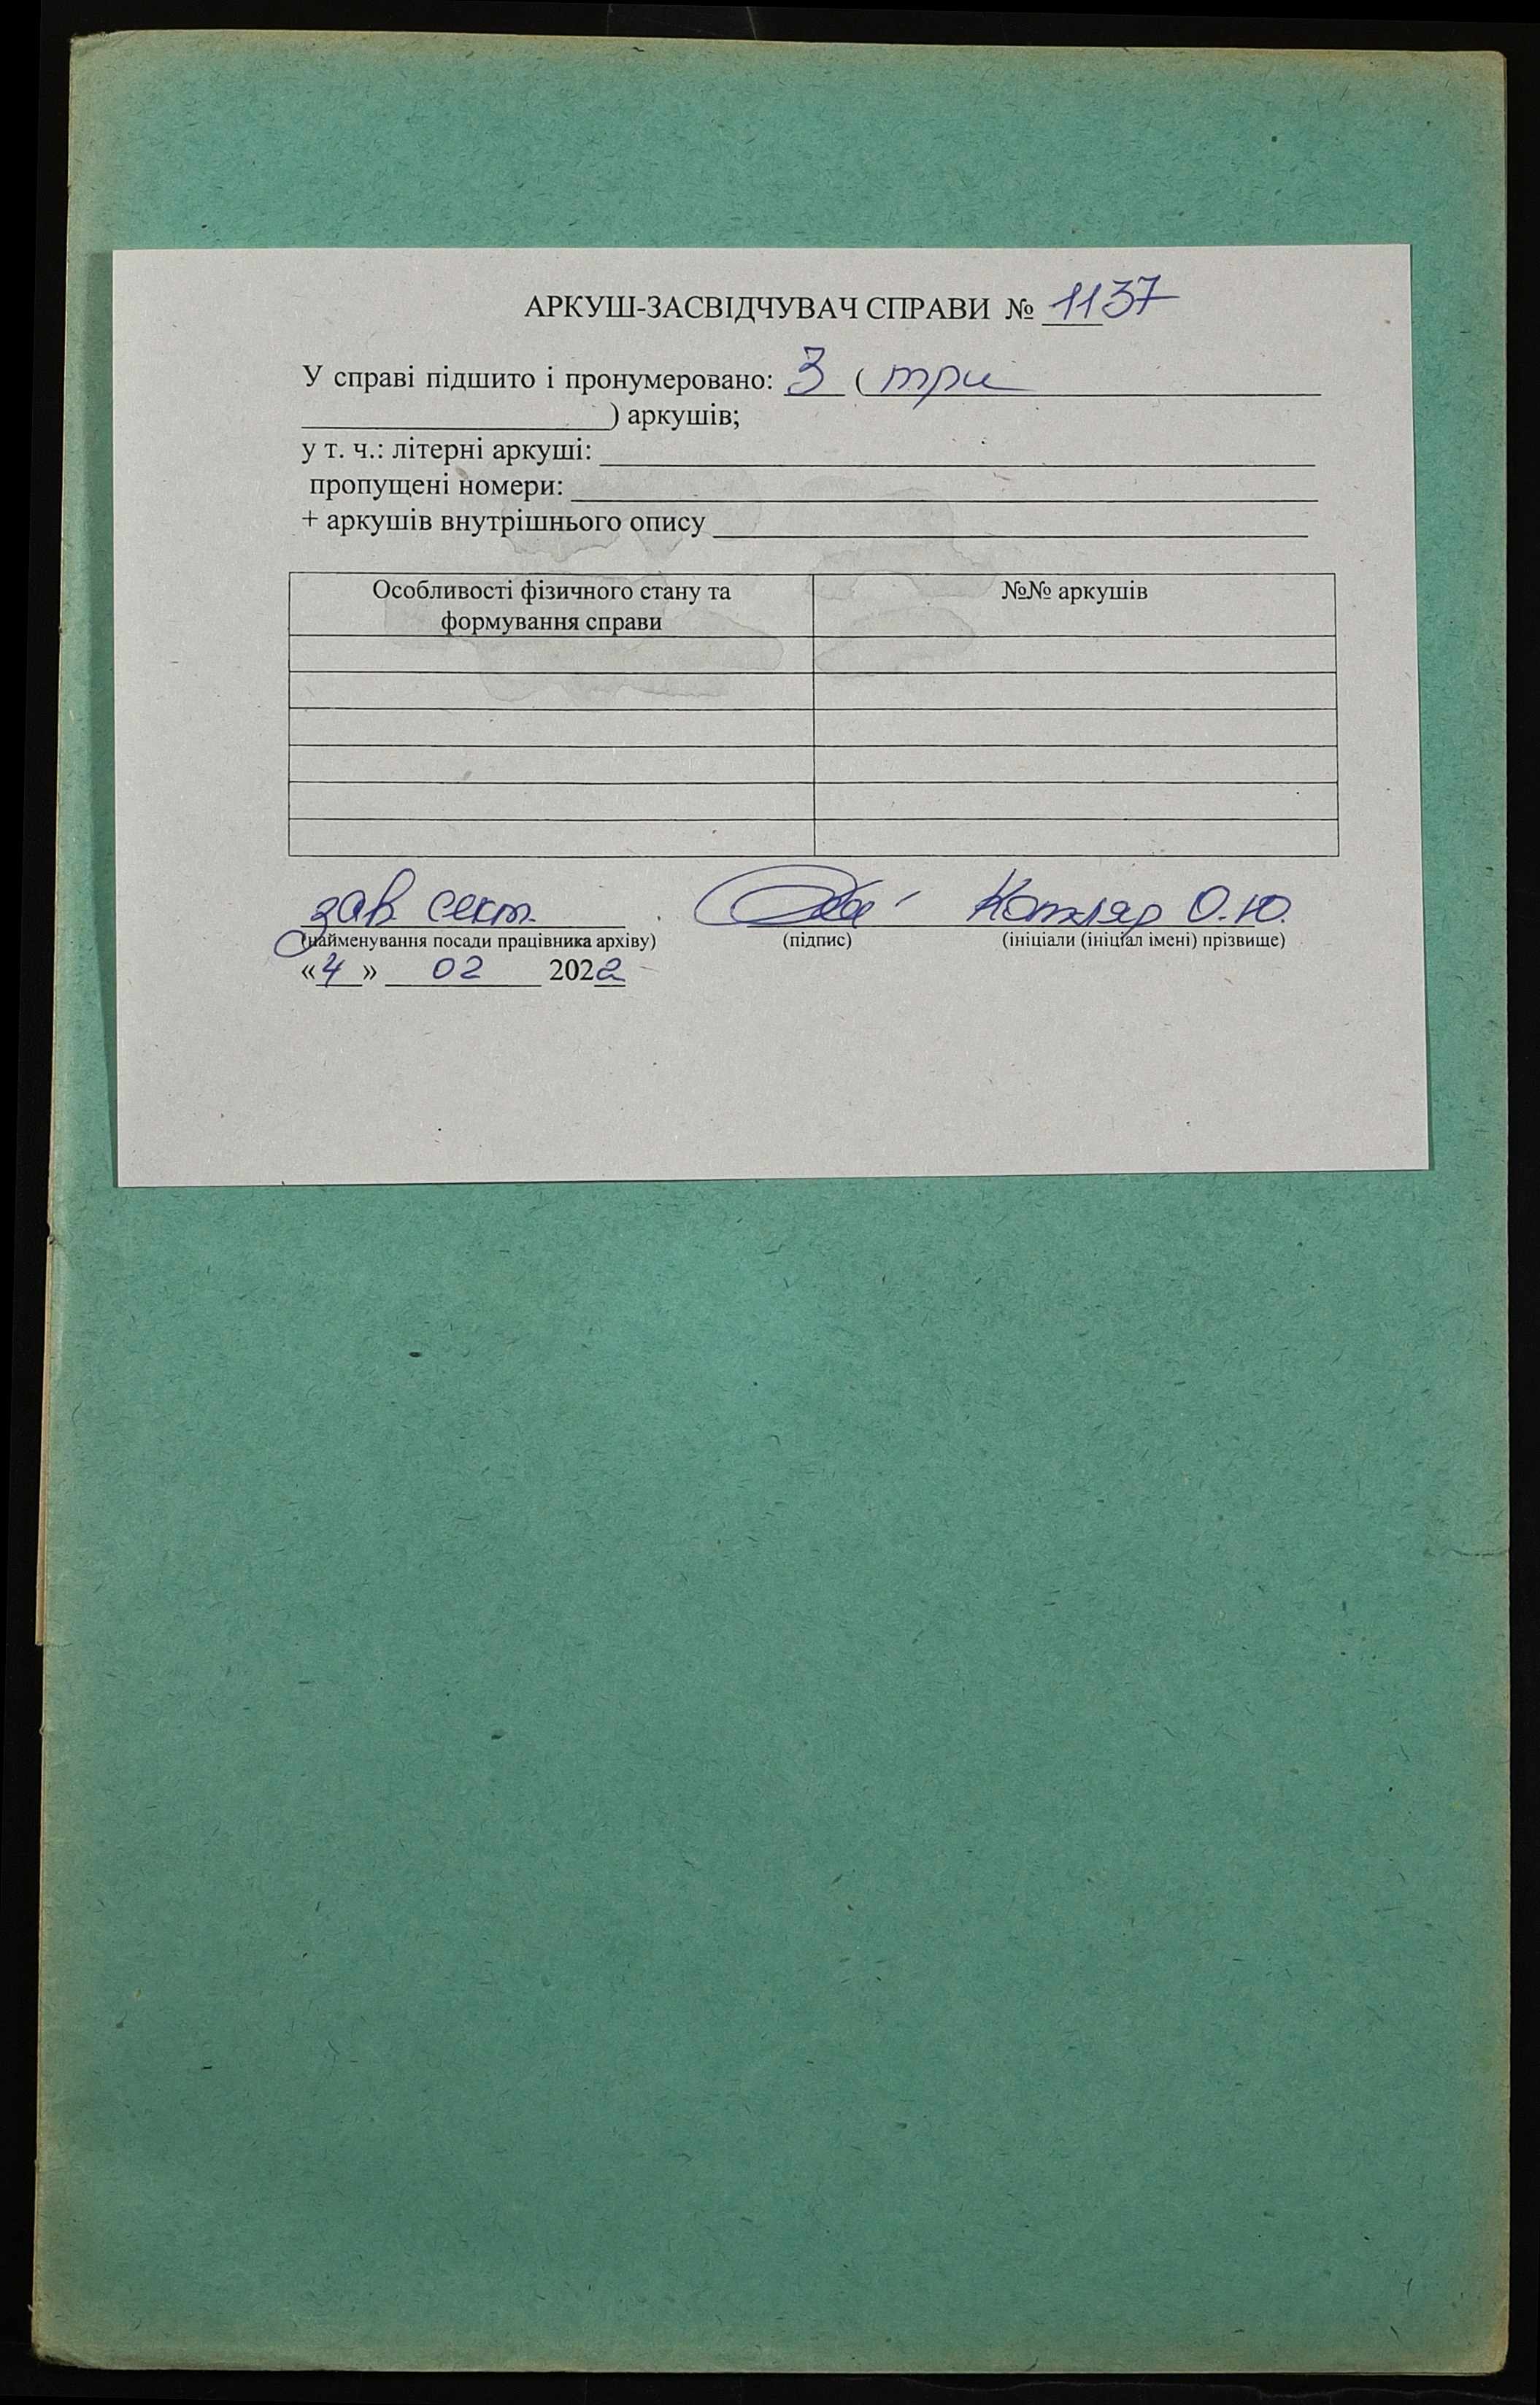 АРКУШ-ЗАСВІДЧУВАЧ СПРАВИ № 1137
У справі підшито і пронумеровано: 3 ( три
) аркушів;
у т. ч.: літерні аркуші:
пропущені номери:
+ аркушів внутрішнього опису
Особливості фізичного стану та
формування справи
№№ аркушів
зав. сект. Котляр О.Ю.
(найменування посади працівника архіву) (підпис) (ініціали (ініціал імені) прізвище)
«4» 02 2022